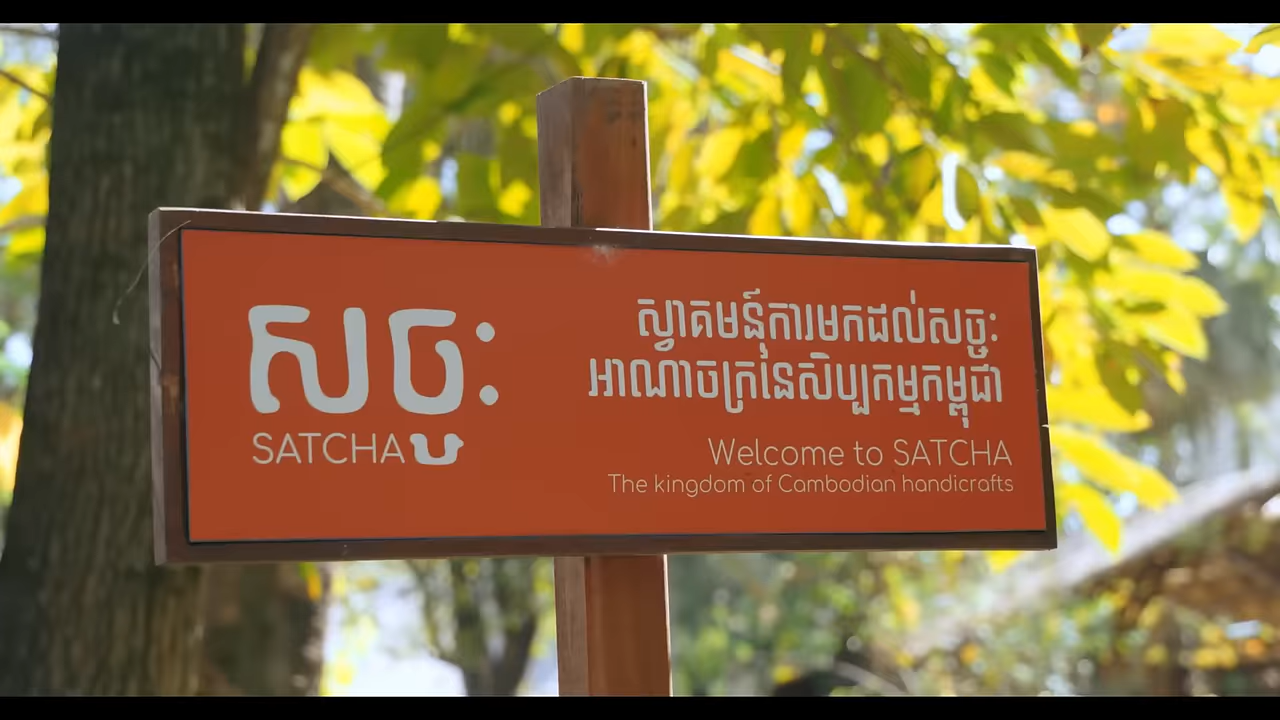 សច្ចៈ
SATCHA
ស្វាគមន៍ការមកដល់សច្ចៈ
អាណាចក្រនៃសិប្បកម្មកម្ពុជា
Welcome to SATCHA
The kingdom of Cambodian handicrafts